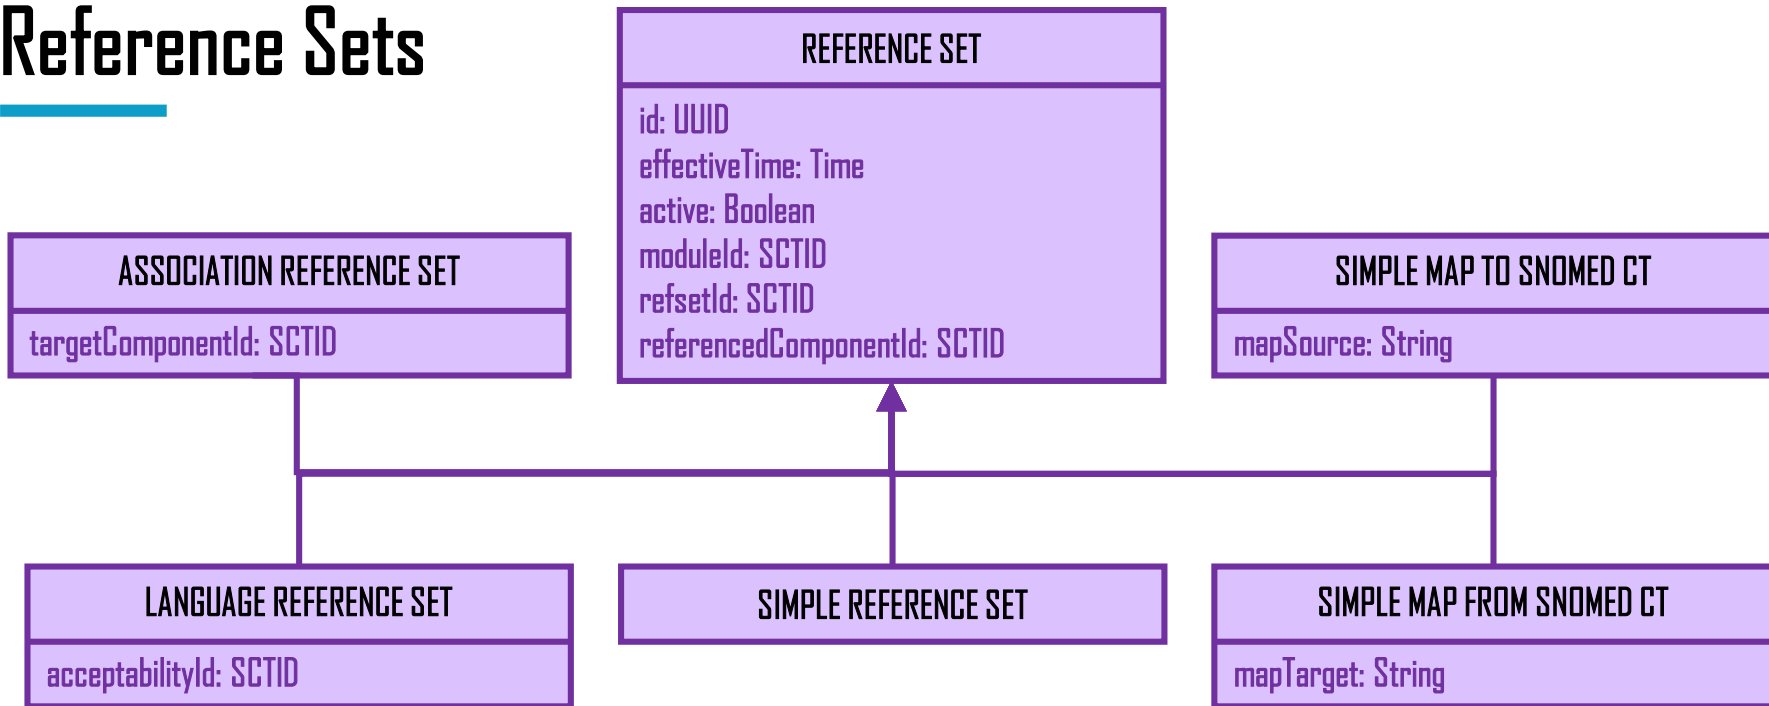 Reference Sets
REFERENCE SET
id: UUID
effectiveTime: Time
active: Boolean
moduleId: SCTID
refsetId: SCTID
referencedComponentId: SCTID
ASSOCIATION REFERENCE SET
targetComponentId: SCTID
SIMPLE MAP TO SNOMED CT
mapSource: String
LANGUAGE REFERENCE SET
acceptabilityId: SCTID
SIMPLE REFERENCE SET
SIMPLE MAP FROM SNOMED CT
mapTarget: String